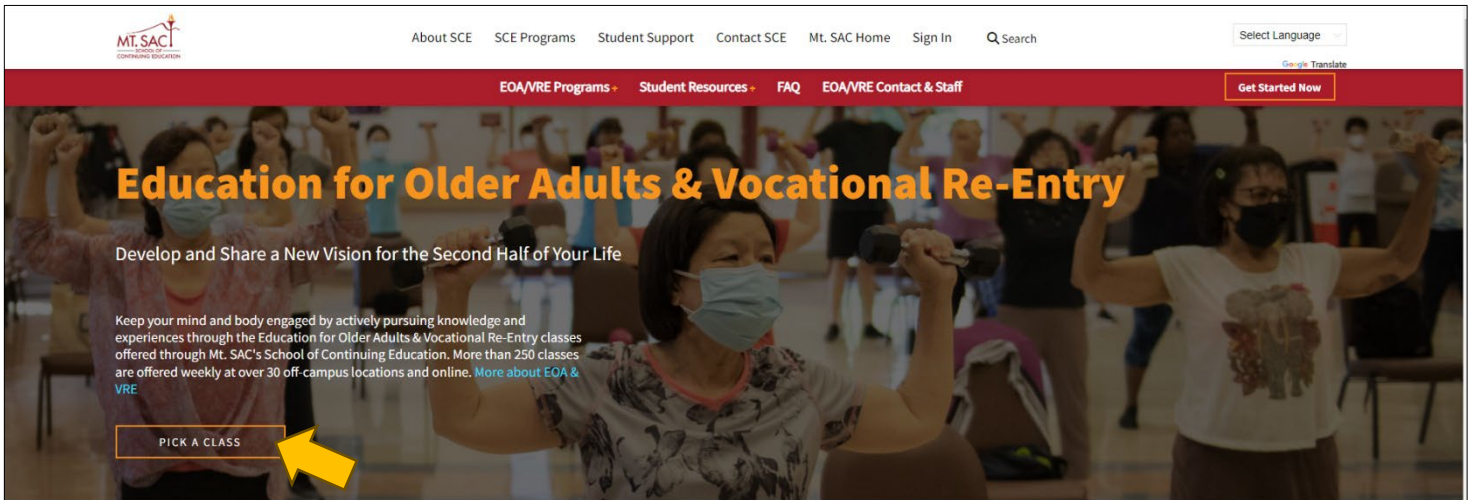 MT. SAC
SCHOOL OF
CONTINUING EDUCATION
About SCE SCE Programs Student Support Contact SCE Mt. SAC Home Sign In Search
Select Language
Google Translate
EOA/VRE Programs + Student Resources + FAQ EOA/VRE Contact & Staff
Get Started Now
Education for Older Adults & Vocational Re-Entry
Develop and Share a New Vision for the Second Half of Your Life
Keep your mind and body engaged by actively pursuing knowledge and
experiences through the Education for Older Adults & Vocational Re-Entry classes
offered through Mt. SAC's School of Continuing Education. More than 250 classes
are offered weekly at over 30 off-campus locations and online. More about EOA &
VRE
PICK A CLASS